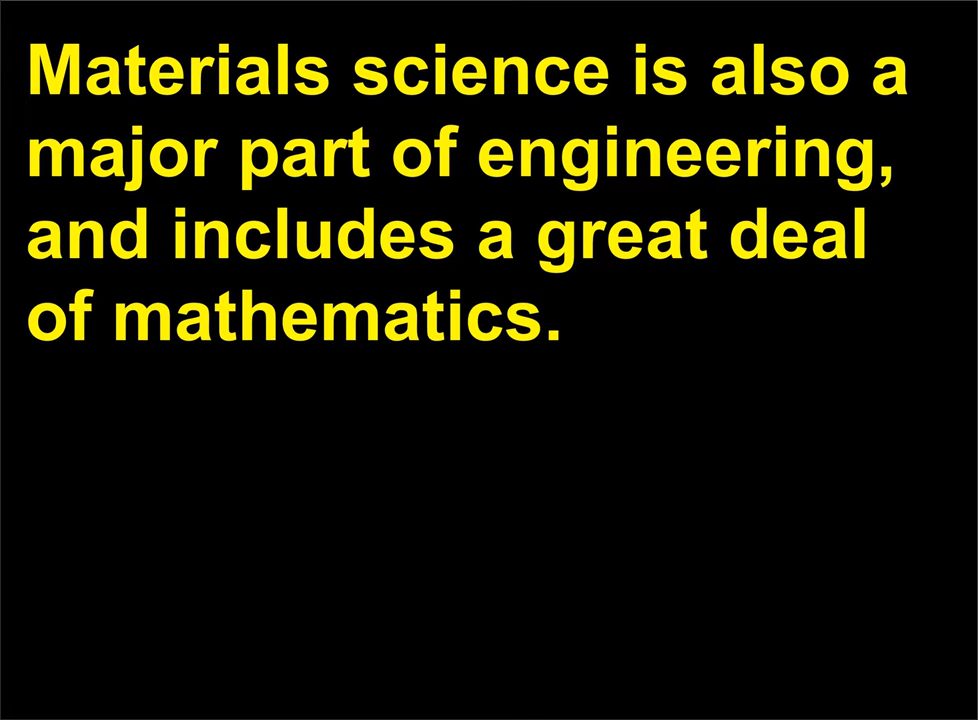 Materials science is also a
major part of engineering,
and includes a great deal
of mathematics.